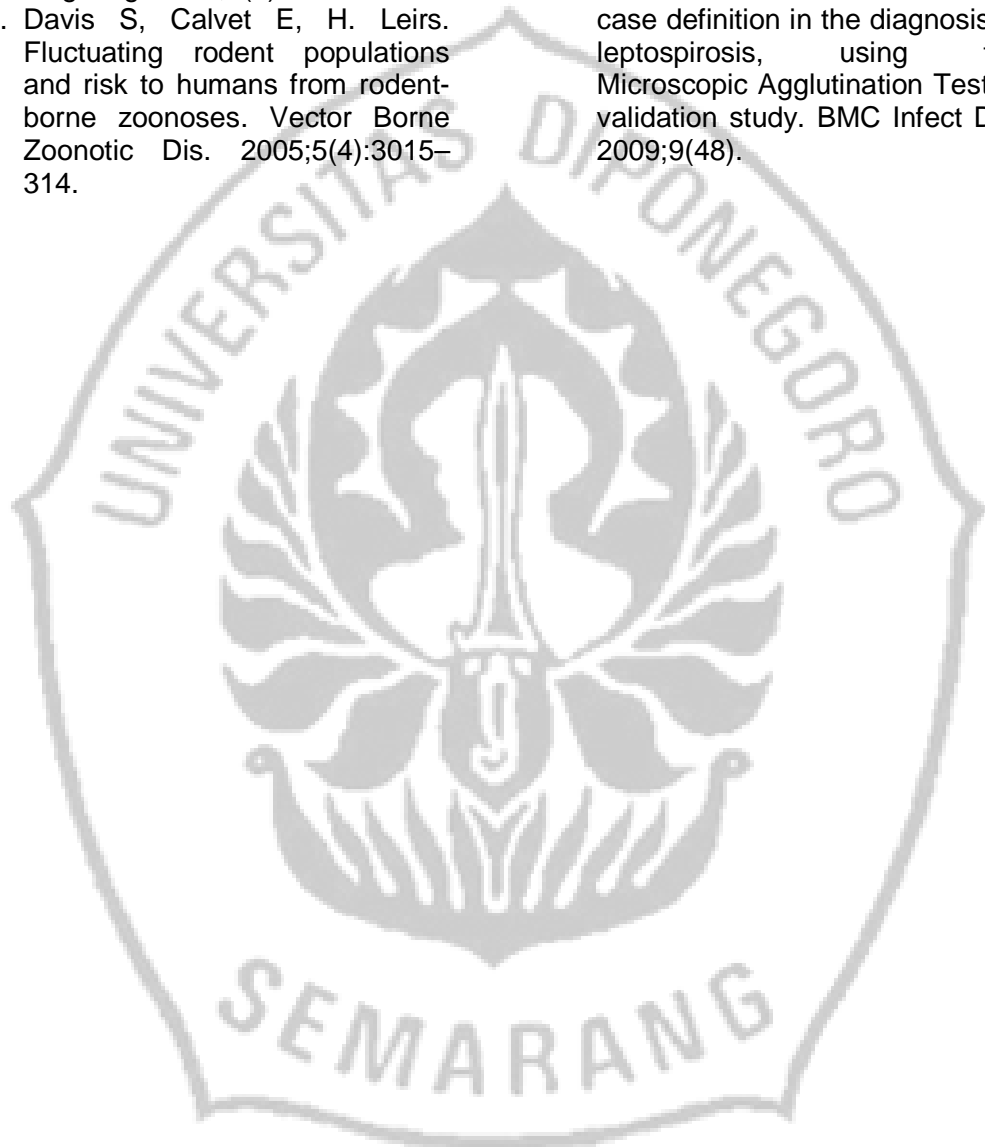 . Davis S, Calvet E, H. Leirs.
Fluctuating rodent populations
and risk to humans from rodent-
borne zoonoses. Vector Borne
Zoonotic Dis. 2005;5(4):3015–
314.
case definition in the diagnosis
leptospirosis, using
Microscopic Agglutination Test
validation study. BMC Infect D
2009;9(48).
UNIVERSITAS DIPONEGORO
SEMARANG